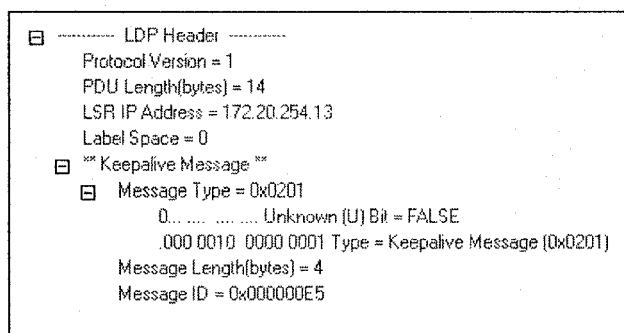 ----------- LDP Header -----------
Protocol Version = 1
PDU Length(bytes) = 14
LSR IP Address = 172.20.254.13
Label Space = 0
** Keepalive Message **
Message Type = 0x0201
0... .... .... .... Unknown (U) Bit = FALSE
.000 0010 0000 0001 Type = Keepalive Message (0x0201)
Message Length(bytes) = 4
Message ID = 0x000000E5